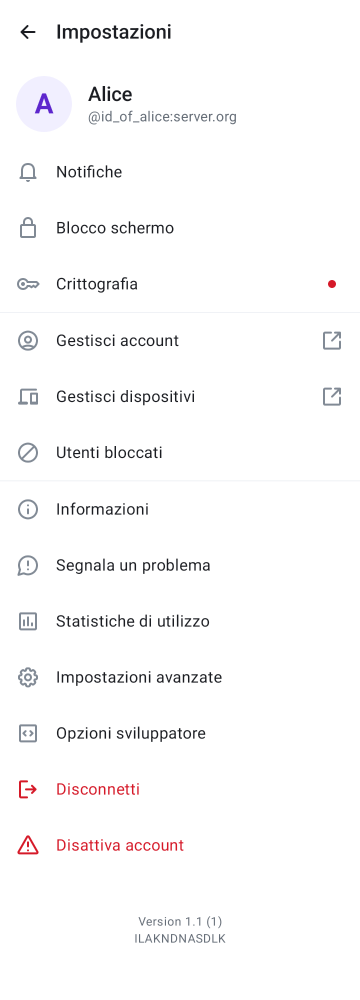 Impostazioni
A
Alice
@id_of_alice:server.org
Notifiche
Blocco schermo
Crittografia
Gestisci account
Gestisci dispositivi
Utenti bloccati
Informazioni
Segnala un problema
Statistiche di utilizzo
Impostazioni avanzate
Opzioni sviluppatore
Disconnetti
Disattiva account
Version 1.1 (1)
ILAKNDNASDLK